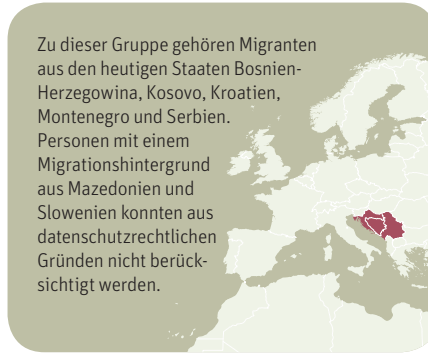 Zu dieser Gruppe gehören Migranten
aus den heutigen Staaten Bosnien-
Herzegowina, Kosovo, Kroatien,
Montenegro und Serbien.
Personen mit einem
Migrationshintergrund
aus Mazedonien und
Slowenien konnten aus
datenschutzrechtlichen
Gründen nicht berück-
sichtigt werden.